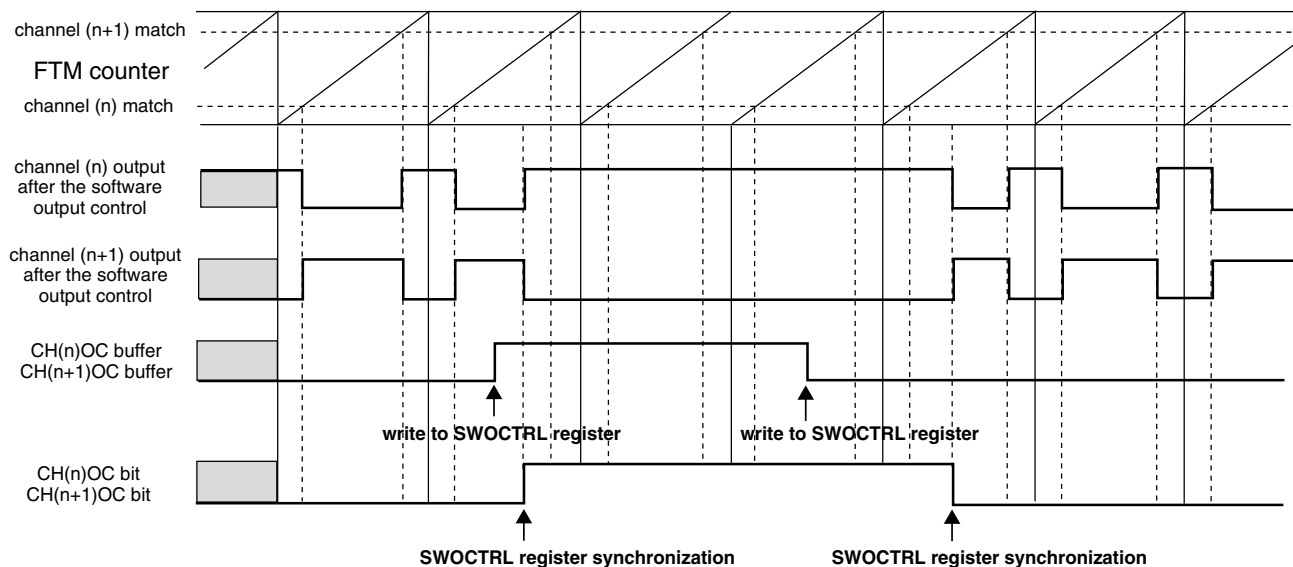 channel (n+1) match
FTM counter
channel (n) match
channel (n) output
after the software
output control
channel (n+1) output
after the software
output control
CH(n)OC buffer
CH(n+1)OC buffer
write to SWOCTRL register
write to SWOCTRL register
CH(n)OC bit
CH(n+1)OC bit
SWOCTRL register synchronization
SWOCTRL register synchronization